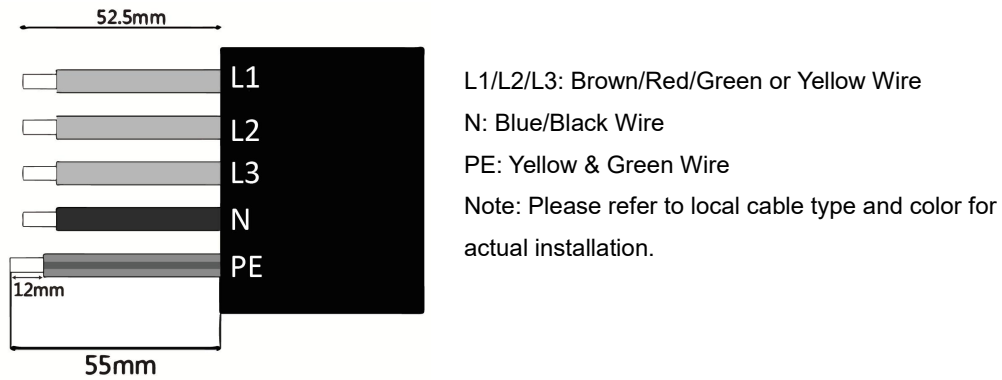 52.5mm
L1
L2
L3
N
PE
12mm
55mm
L1/L2/L3: Brown/Red/Green or Yellow Wire
N: Blue/Black Wire
PE: Yellow & Green Wire
Note: Please refer to local cable type and color for
actual installation.